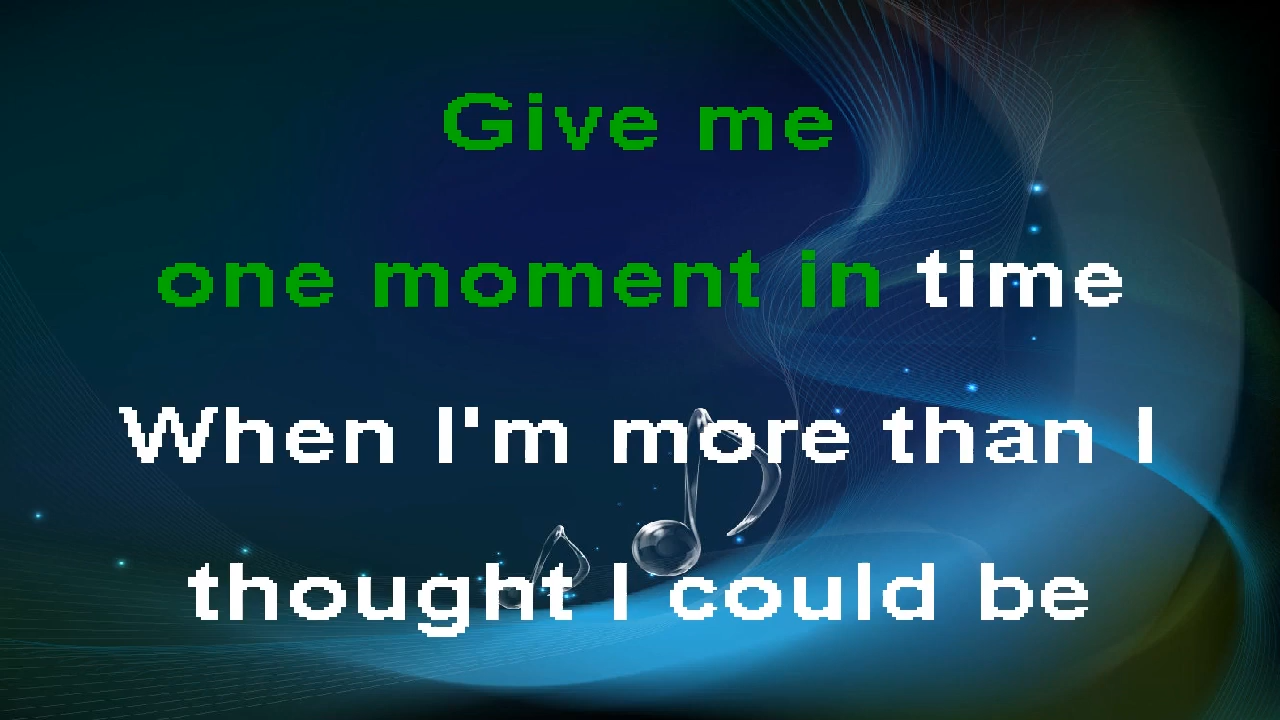 Give me
one moment in time
When I'm more than I
thought I could be